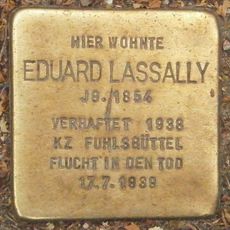 HIER WOHNTE
EDUARD LASSALLY
JG. 1854
VERHAFTET 1938
KZ FUHLSBÜTTEL
FLUCHT IN DEN TOD
17.7.1939